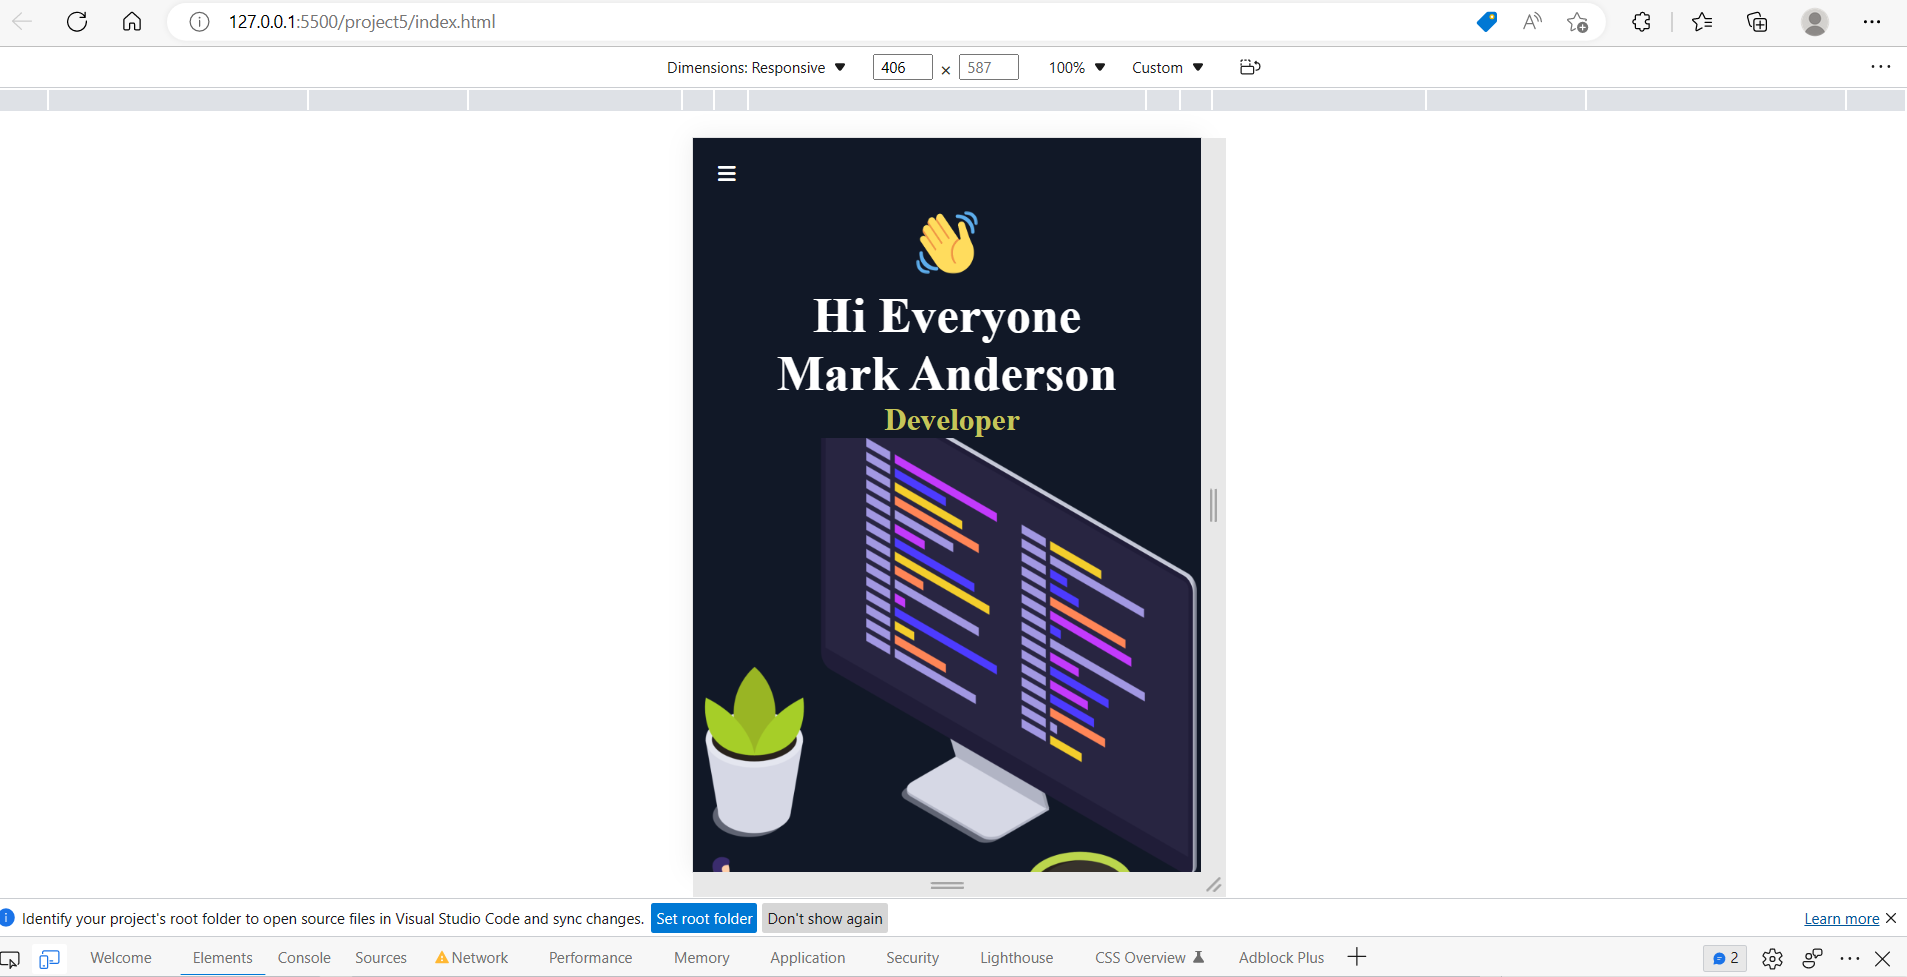 127.0.0.1:5500/project5/index.html
Dimensions: Responsive 406 × 587 100% Custom
Hi Everyone
Mark Anderson
Developer
Identify your project's root folder to open source files in Visual Studio Code and sync changes. Set root folder Don't show again Learn more
Welcome Elements Console Sources Network Performance Memory Application Security Lighthouse CSS Overview Adblock Plus 2